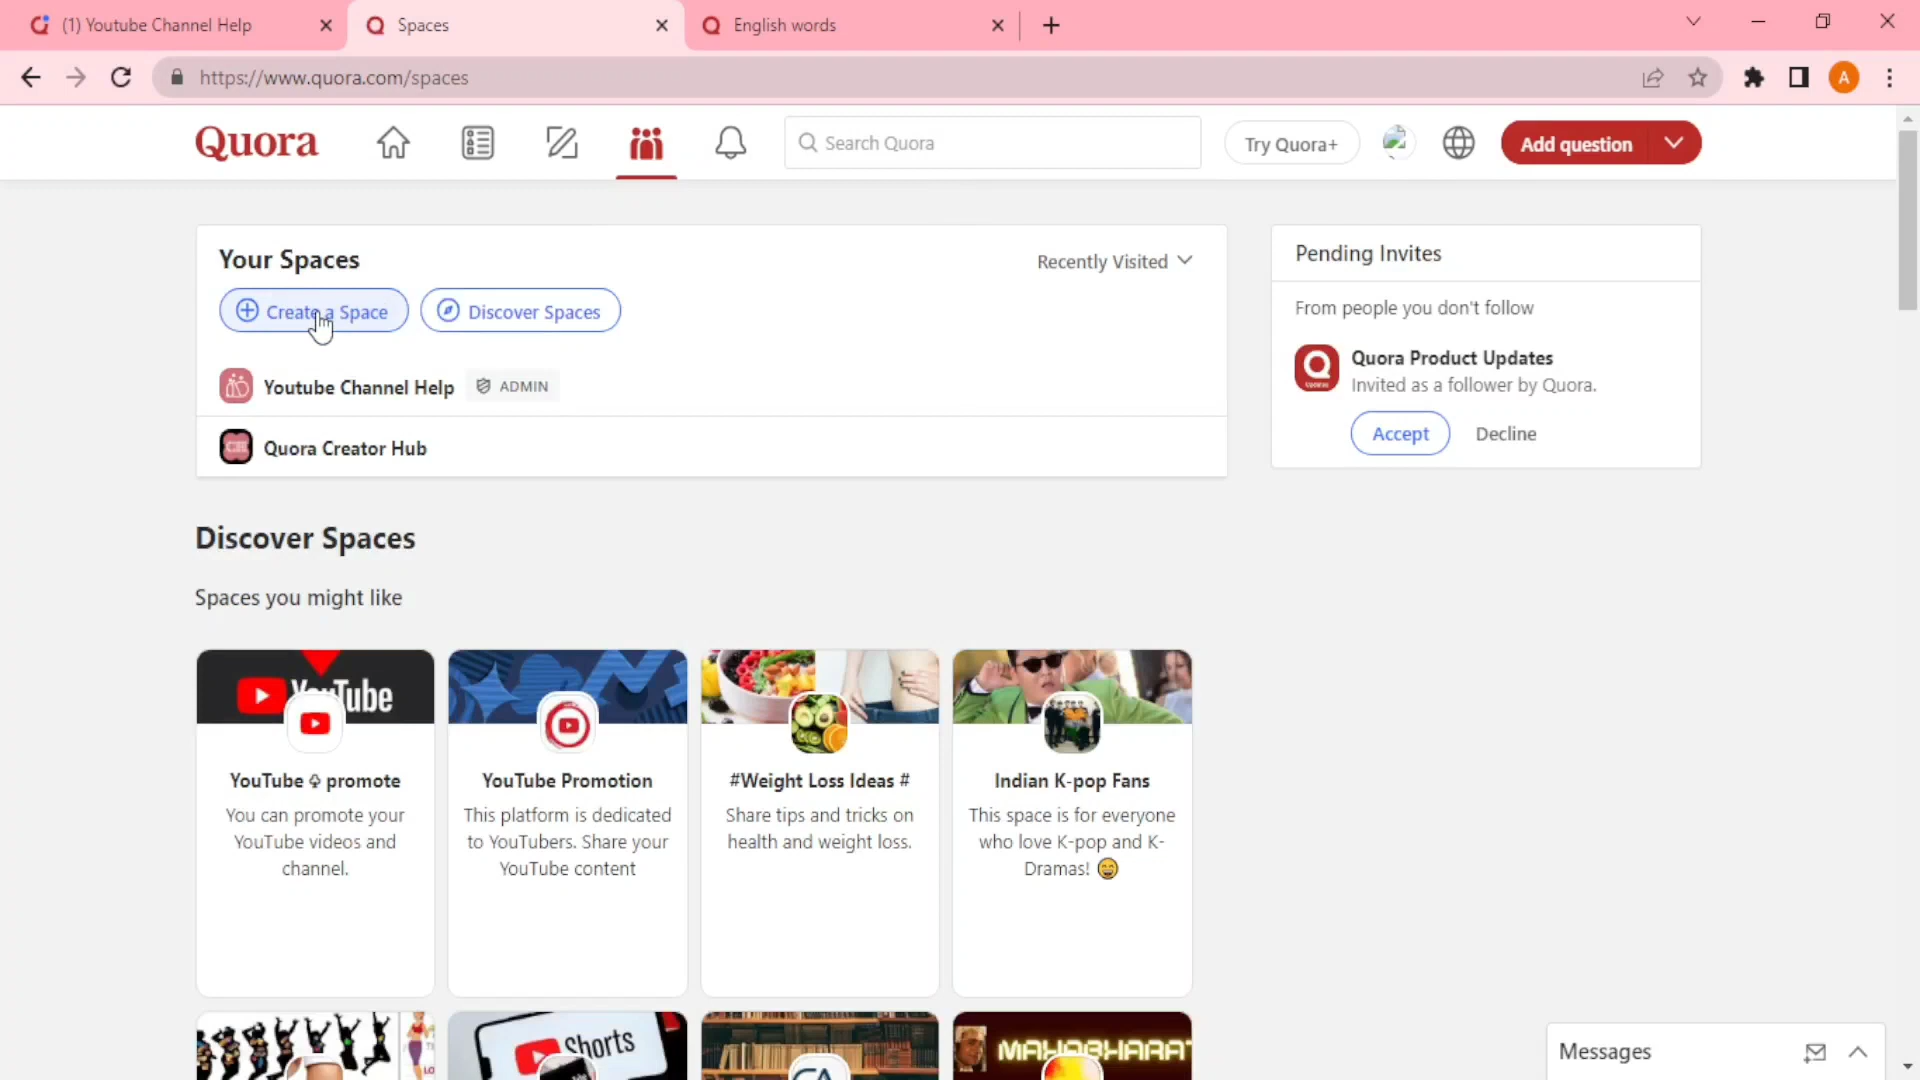 (1) Youtube Channel Help
Spaces
English words
https://www.quora.com/spaces
A
Quora
Search Quora
Try Quora+
Add question
Your Spaces
Recently Visited
Create a Space
Discover Spaces
Youtube Channel Help
ADMIN
Quora Creator Hub
Pending Invites
From people you don't follow
Quora Product Updates
Invited as a follower by Quora.
Accept
Decline
Discover Spaces
Spaces you might like
YouTube
YouTube ♤ promote
You can promote your
YouTube videos and
channel.
YouTube Promotion
This platform is dedicated
to YouTubers. Share your
YouTube content
#Weight Loss Ideas #
Share tips and tricks on
health and weight loss.
Indian K-pop Fans
This space is for everyone
who love K-pop and K-
Dramas! 😄
Shorts
MAHABHARAT
Messages